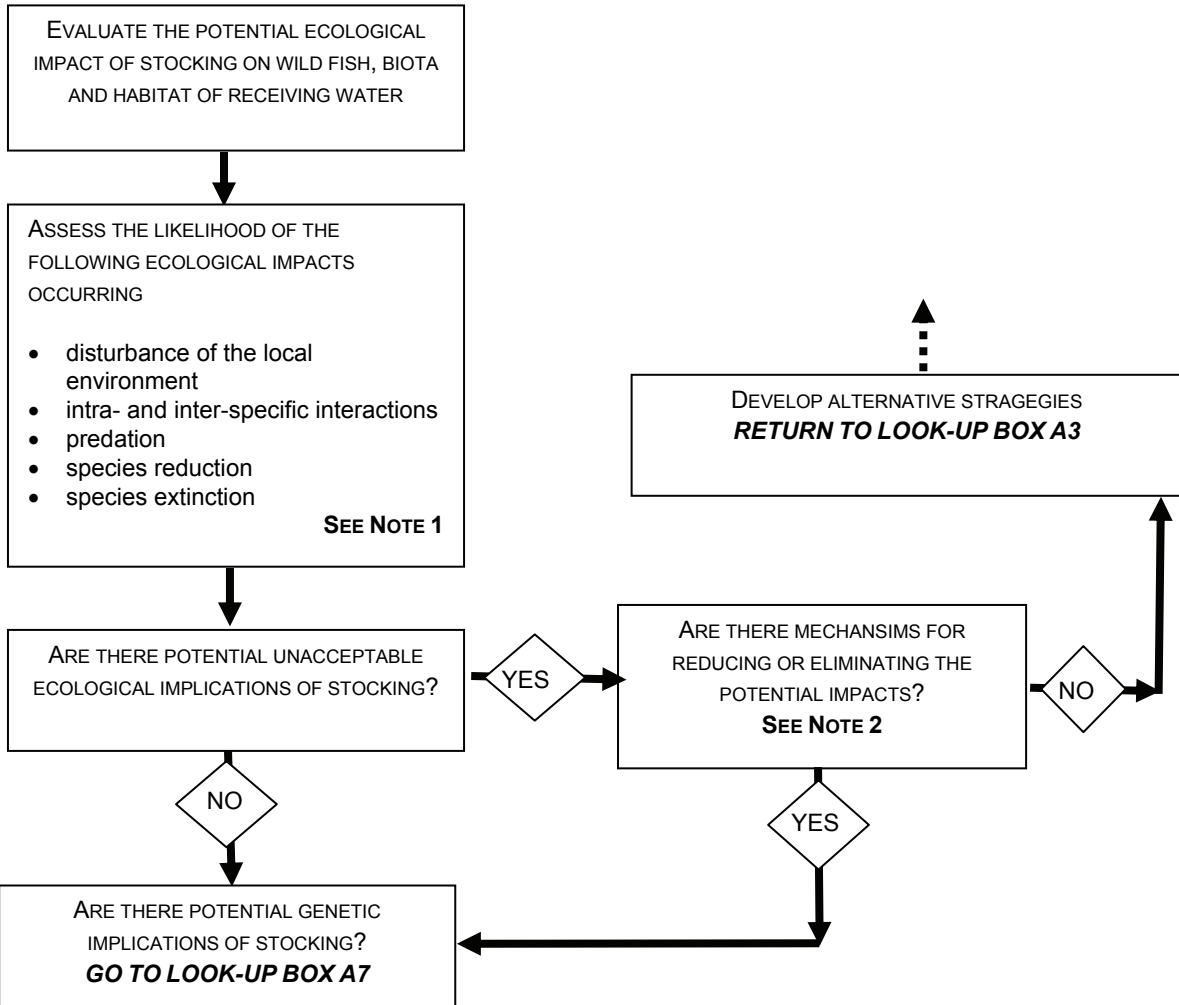 EVALUATE THE POTENTIAL ECOLOGICAL
IMPACT OF STOCKING ON WILD FISH, BIOTA
AND HABITAT OF RECEIVING WATER
ASSESS THE LIKELIHOOD OF THE
FOLLOWING ECOLOGICAL IMPACTS
OCCURRING
• disturbance of the local
environment
• intra- and inter-specific interactions
• predation
• species reduction
• species extinction
SEE NOTE 1
DEVELOP ALTERNATIVE STRAGEGIES
RETURN TO LOOK-UP BOX A3
ARE THERE POTENTIAL UNACCEPTABLE
ECOLOGICAL IMPLICATIONS OF STOCKING?
YES
ARE THERE MECHANSIMS FOR
REDUCING OR ELIMINATING THE
POTENTIAL IMPACTS?
SEE NOTE 2
NO
NO
YES
ARE THERE POTENTIAL GENETIC
IMPLICATIONS OF STOCKING?
GO TO LOOK-UP BOX A7